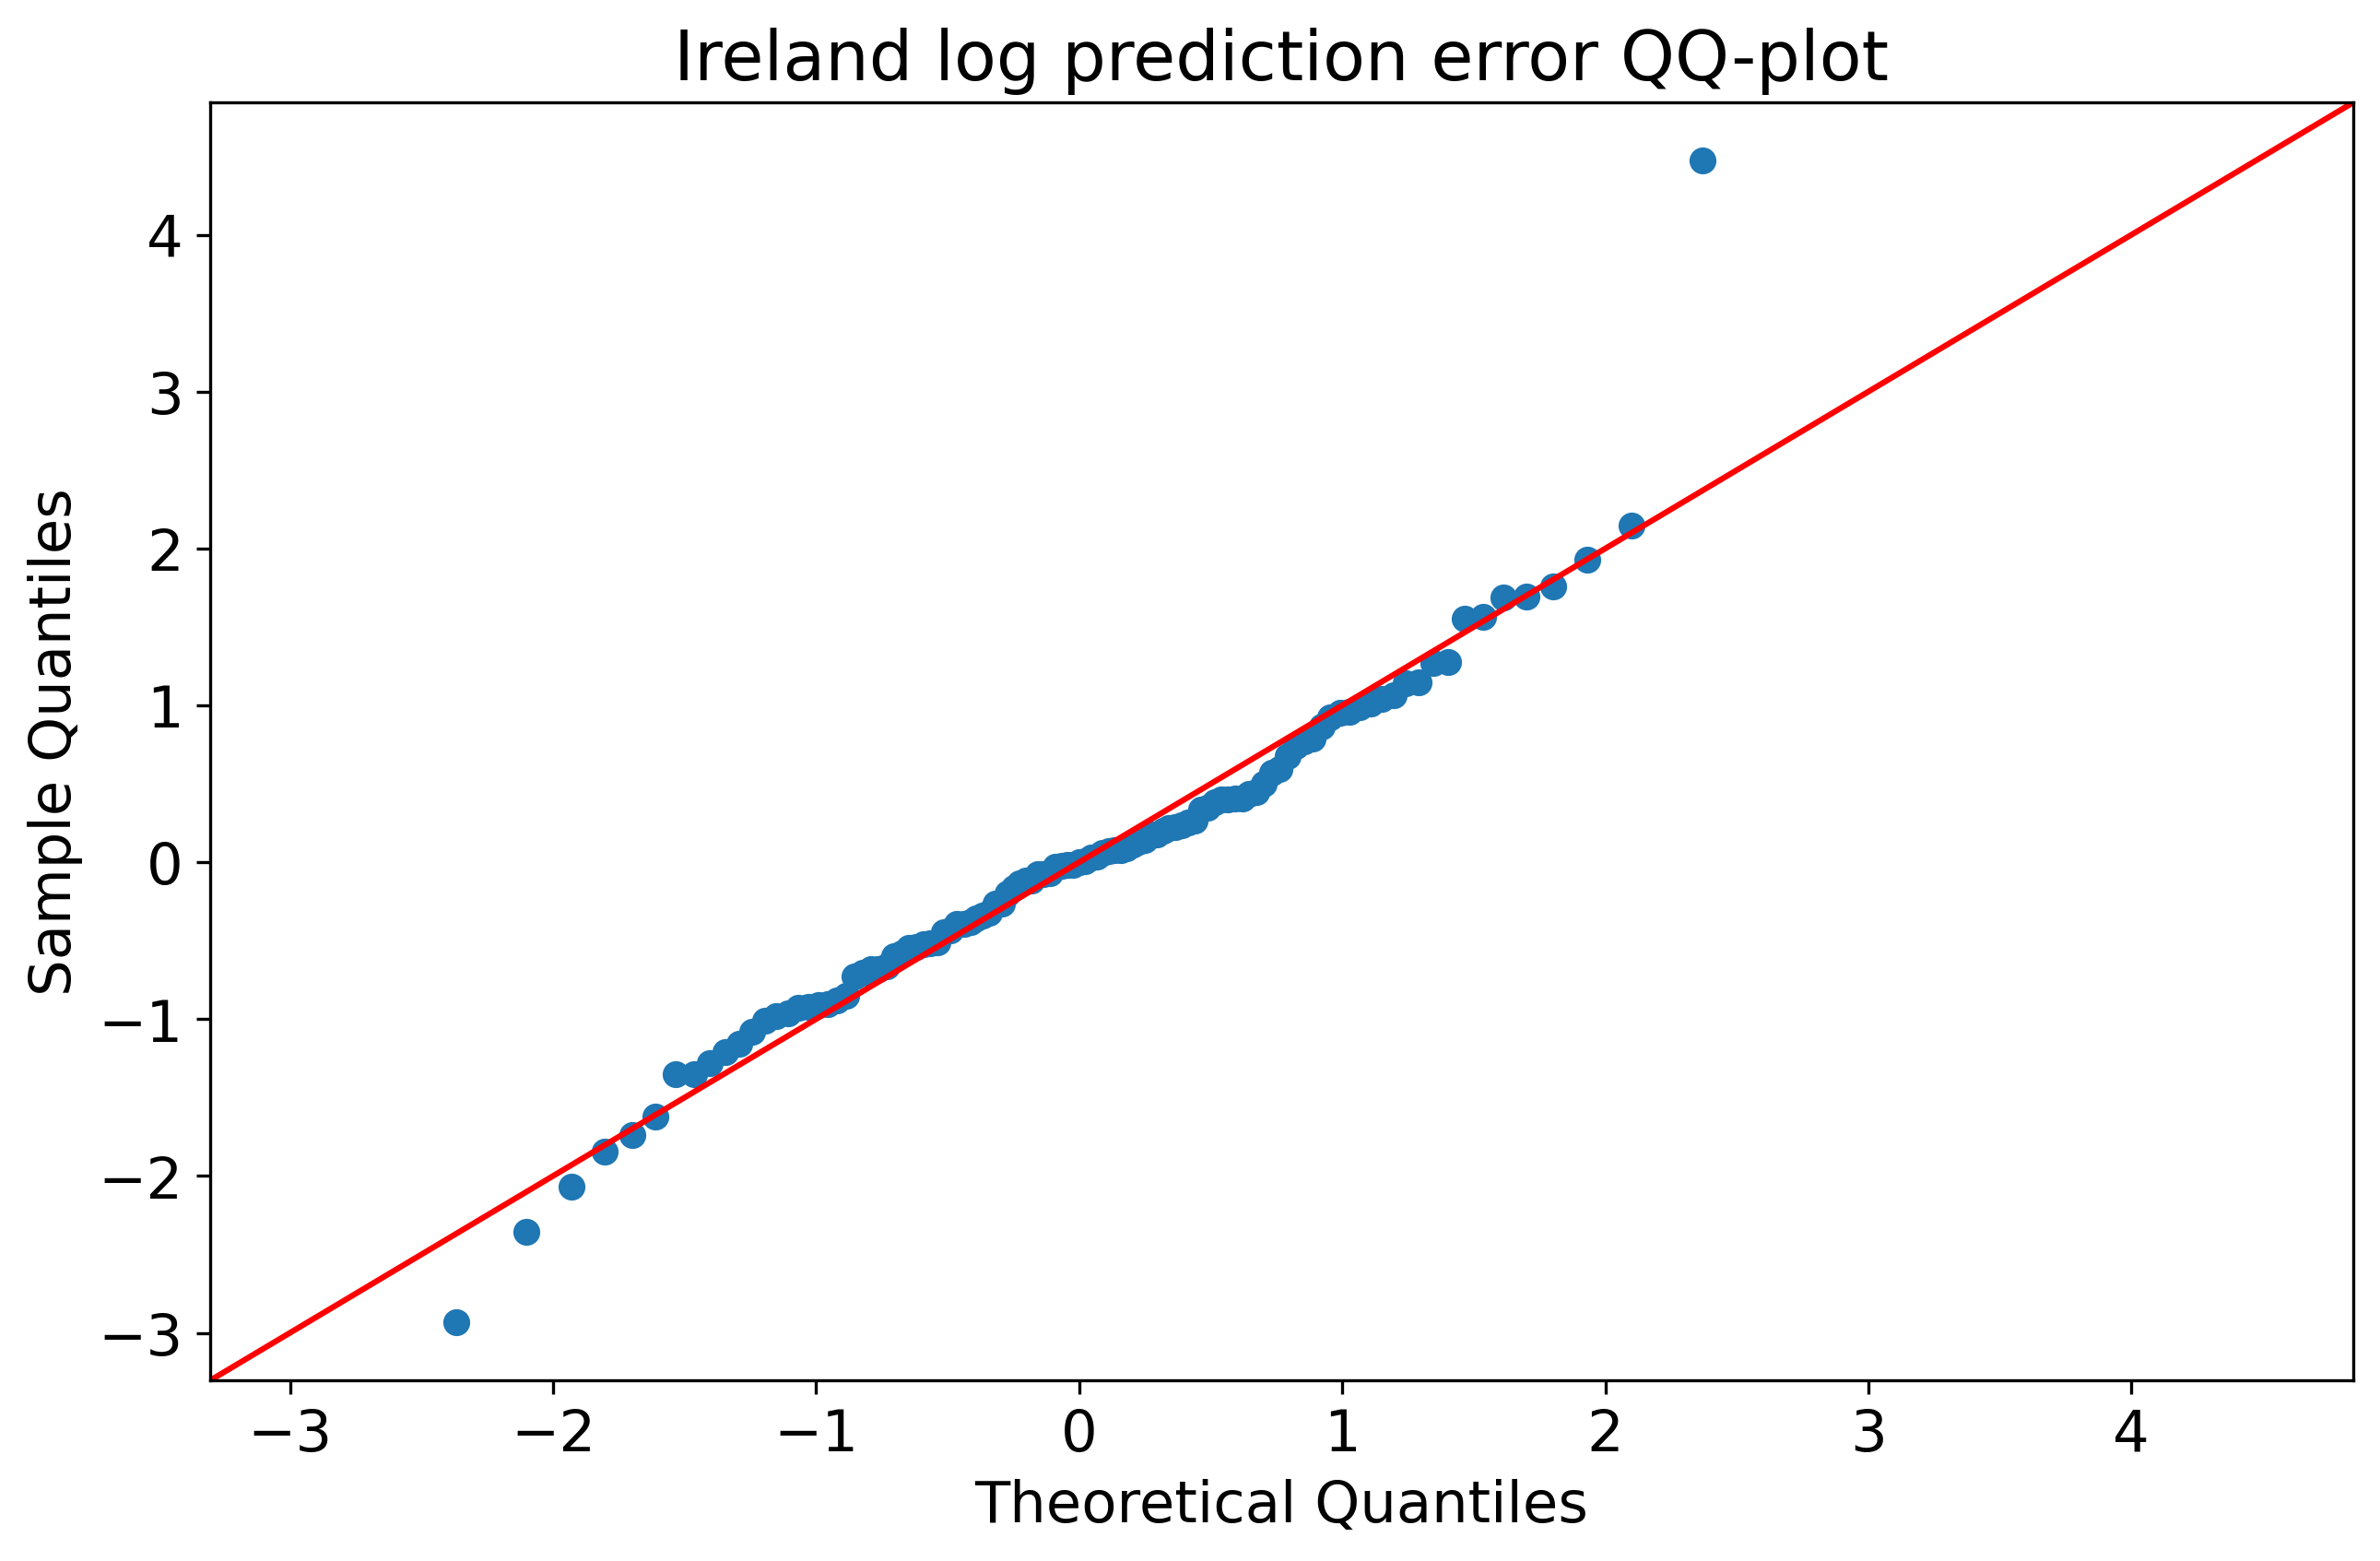 Ireland log prediction error QQ-plot
4
3
2
1
0
−1
−2
−3
Sample Quantiles
−3 −2 −1 0 1 2 3 4
Theoretical Quantiles